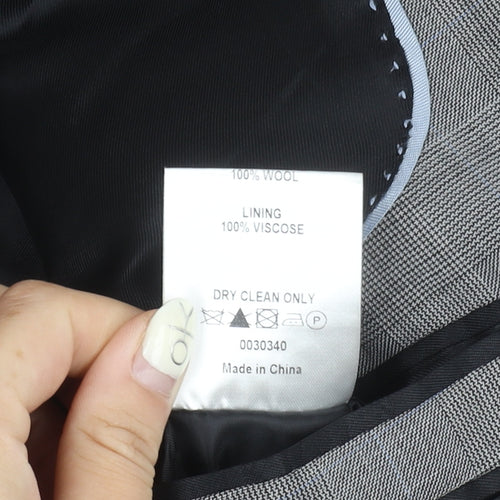 100% WOOL
LINING
100% VISCOSE
DRY CLEAN ONLY
P
0030340
Made in China